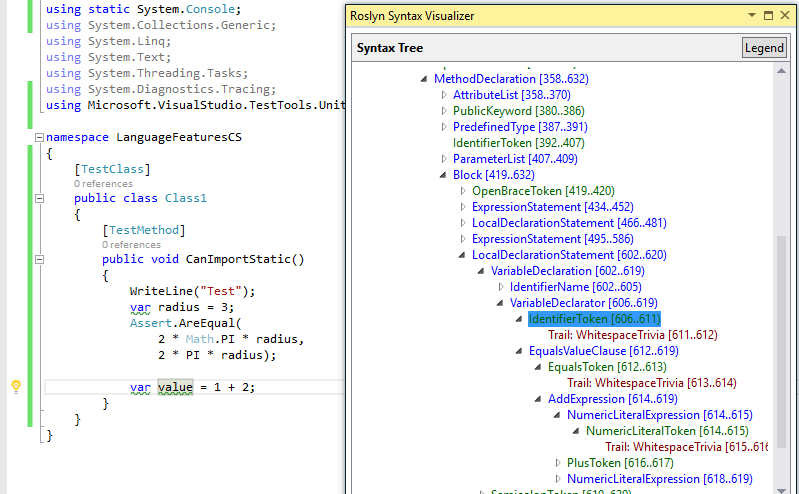 using static System.Console;
using System.Collections.Generic;
using System.Linq;
using System.Text;
using System.Threading.Tasks;
using System.Diagnostics.Tracing;
using Microsoft.VisualStudio.TestTools.Unit
namespace LanguageFeaturesCS
{
[TestClass]
0 references
public class Class1
{
[TestMethod]
0 references
public void CanImportStatic()
{
WriteLine("Test");
var radius = 3;
Assert.AreEqual(
2 * Math.PI * radius,
2 * PI * radius);
var value = 1 + 2;
}
}
}
Roslyn Syntax Visualizer
Syntax Tree
Legend
MethodDeclaration [358..632)
AttributeList [358..370)
PublicKeyword [380..386)
PredefinedType [387..391)
IdentifierToken [392..407)
ParameterList [407..409)
Block [419..632)
OpenBraceToken [419..420)
ExpressionStatement [434..452)
LocalDeclarationStatement [466..481)
ExpressionStatement [495..586)
LocalDeclarationStatement [602..620)
VariableDeclaration [602..619)
IdentifierName [602..605)
VariableDeclarator [606..619)
IdentifierToken [606..611)
Trail: WhitespaceTrivia [611..612)
EqualsValueClause [612..619)
EqualsToken [612..613)
Trail: WhitespaceTrivia [613..614)
AddExpression [614..619)
NumericLiteralExpression [614..615)
NumericLiteralToken [614..615)
Trail: WhitespaceTrivia [615..616
PlusToken [616..617)
NumericLiteralExpression [618..619)